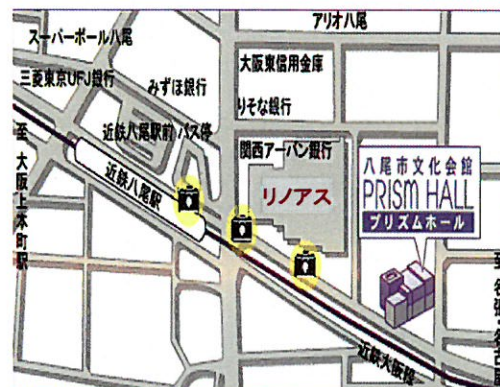 アリオ八尾
スーパーボール八尾
大阪東信用金庫
三菱東京UFJ銀行
みずほ銀行
りそな銀行
近鉄八尾駅前 バス停
関西アーバン銀行
八尾市文化会館
PRISM HALL
プリズムホール
リノアス
近鉄八尾駅
至 大阪上本町駅
近鉄大阪線
至